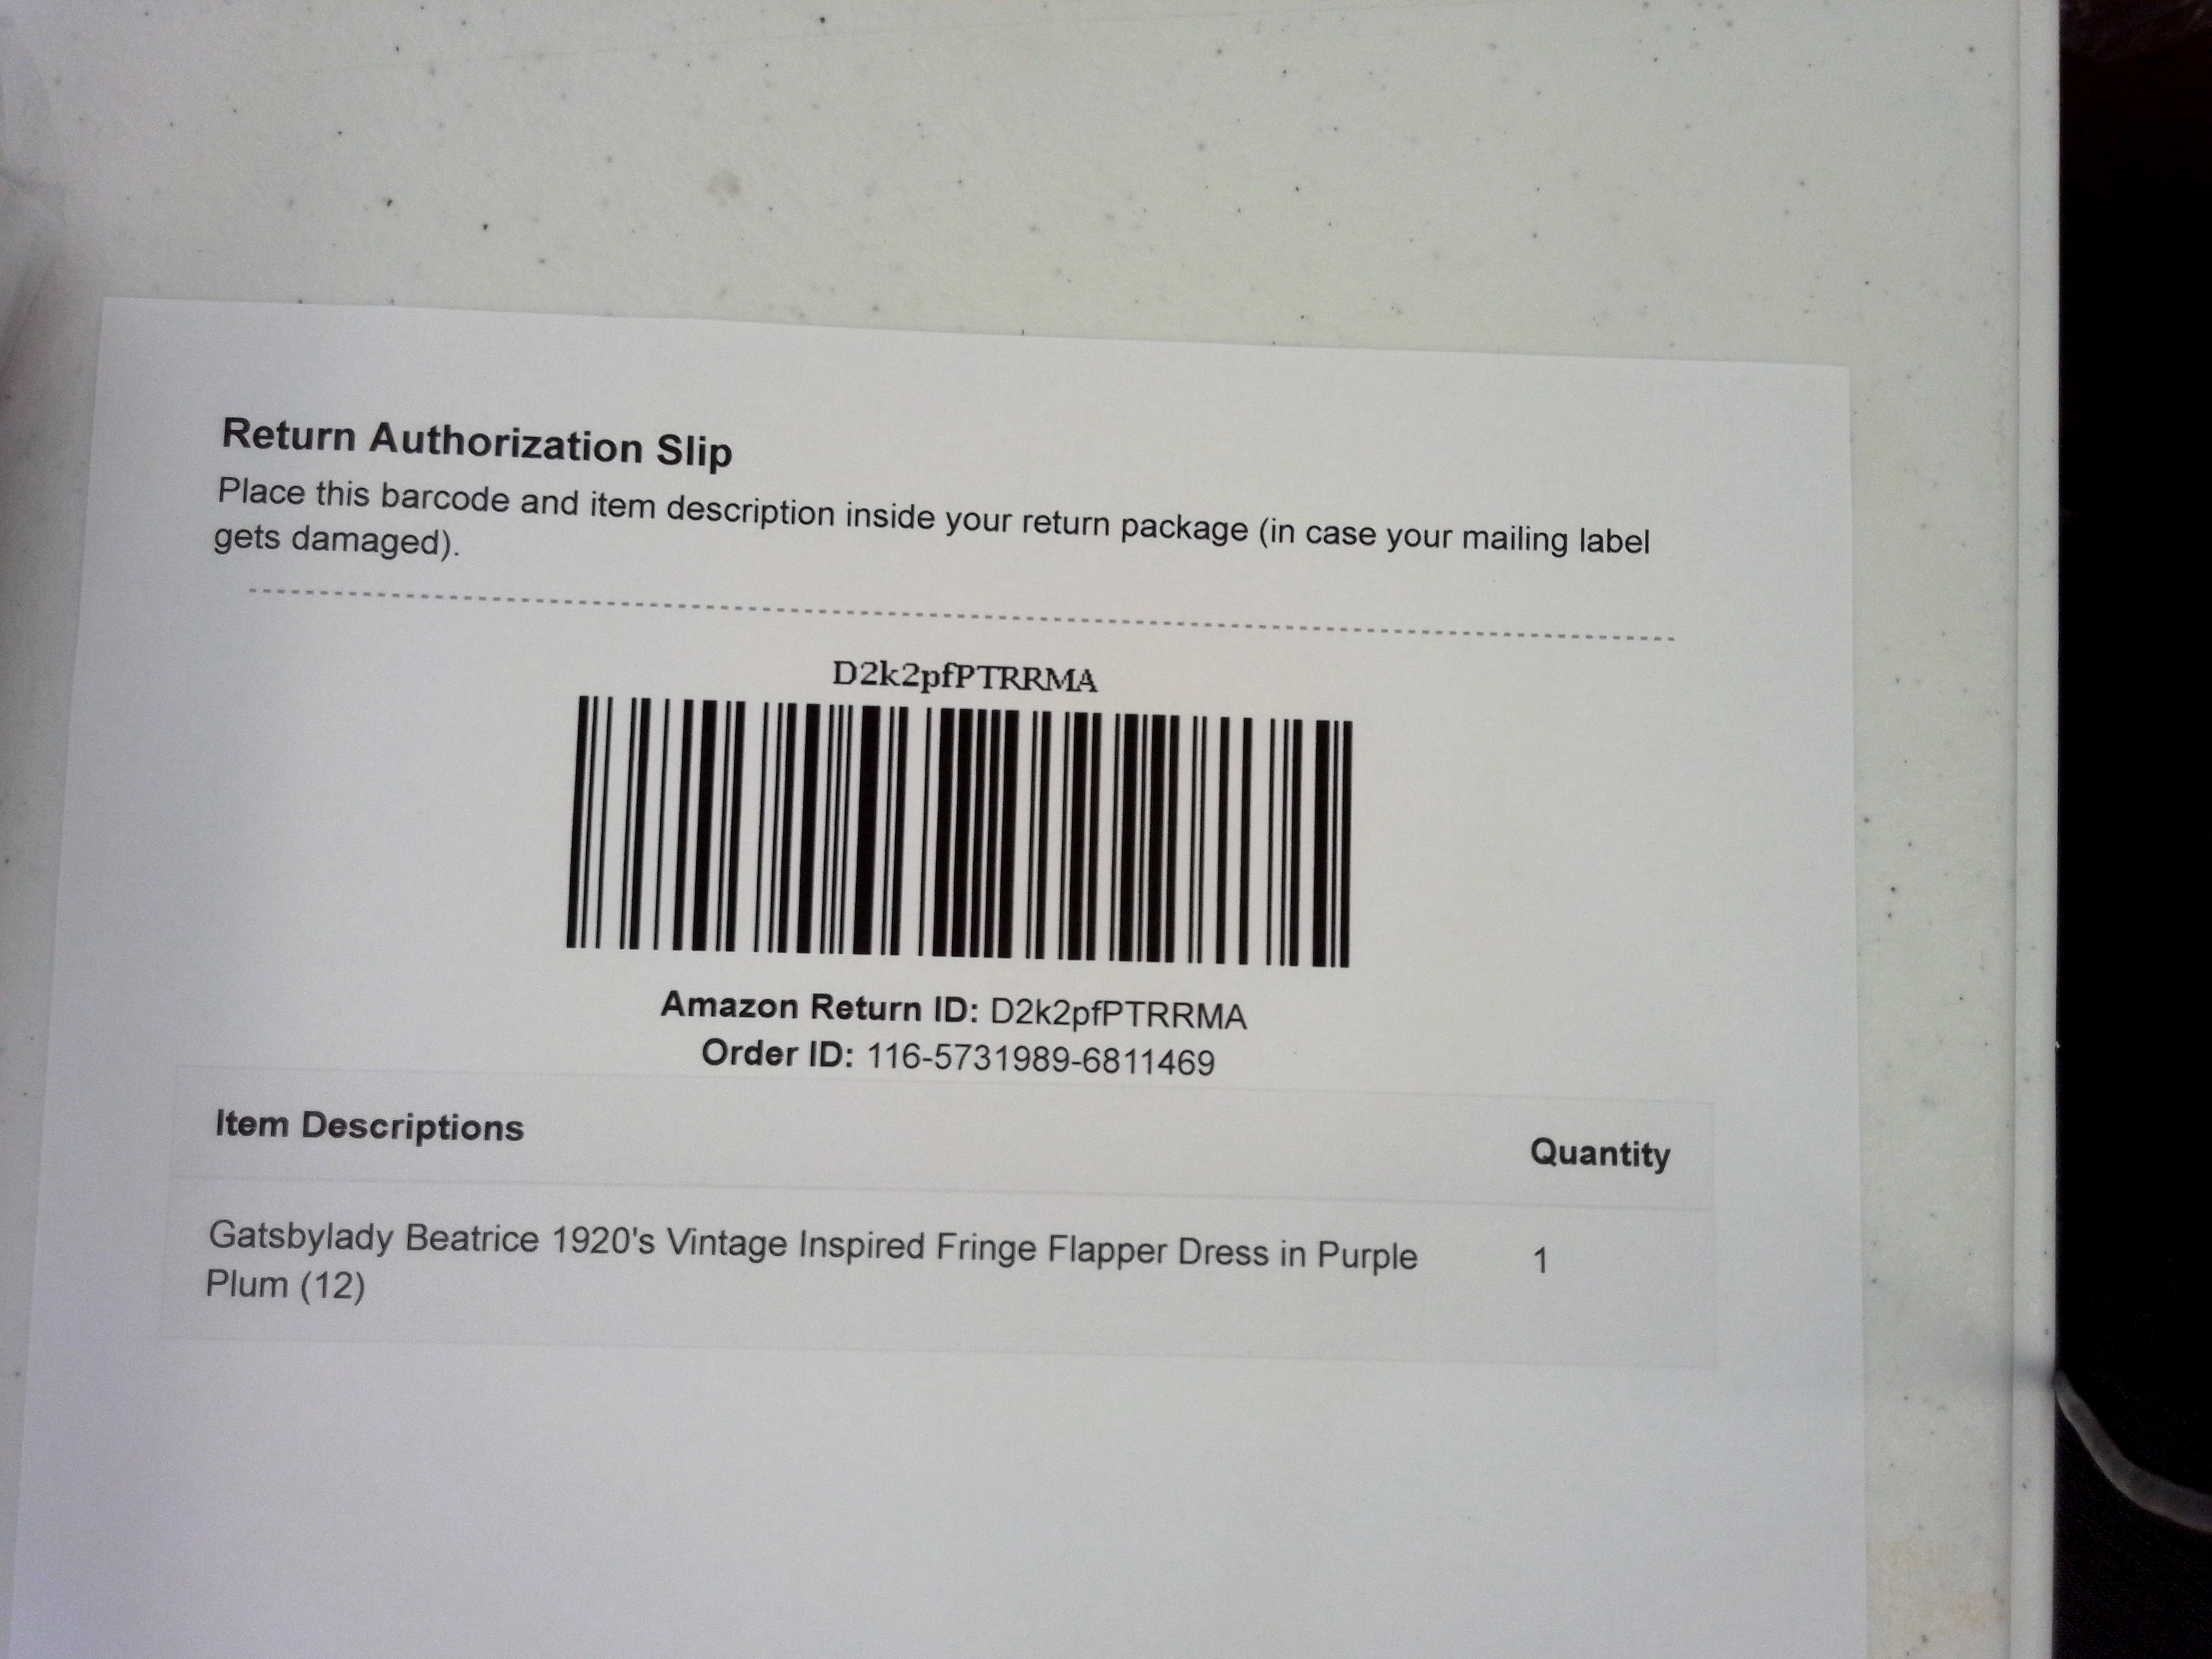 Return Authorization Slip
Place this barcode and item description inside your return package (in case your mailing label
gets damaged).
D2k2pfPTRRMA
Amazon Return ID: D2k2pfPTRRMA
Order ID: 116-5731989-6811469
Item Descriptions Quantity
Gatsbylady Beatrice 1920's Vintage Inspired Fringe Flapper Dress in Purple 1
Plum (12)